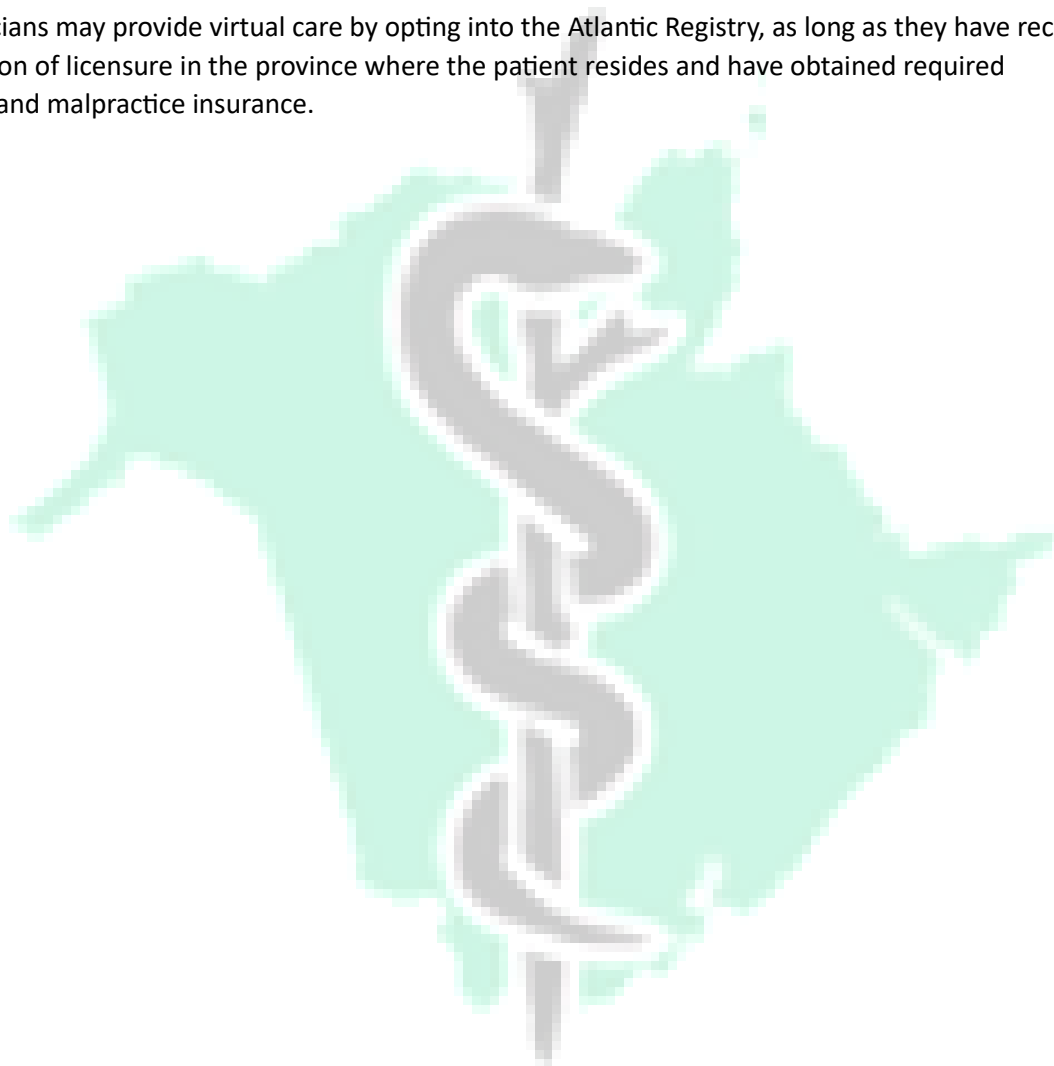 cians may provide virtual care by opting into the Atlantic Registry, as long as they have rec
on of licensure in the province where the patient resides and have obtained required
and malpractice insurance.